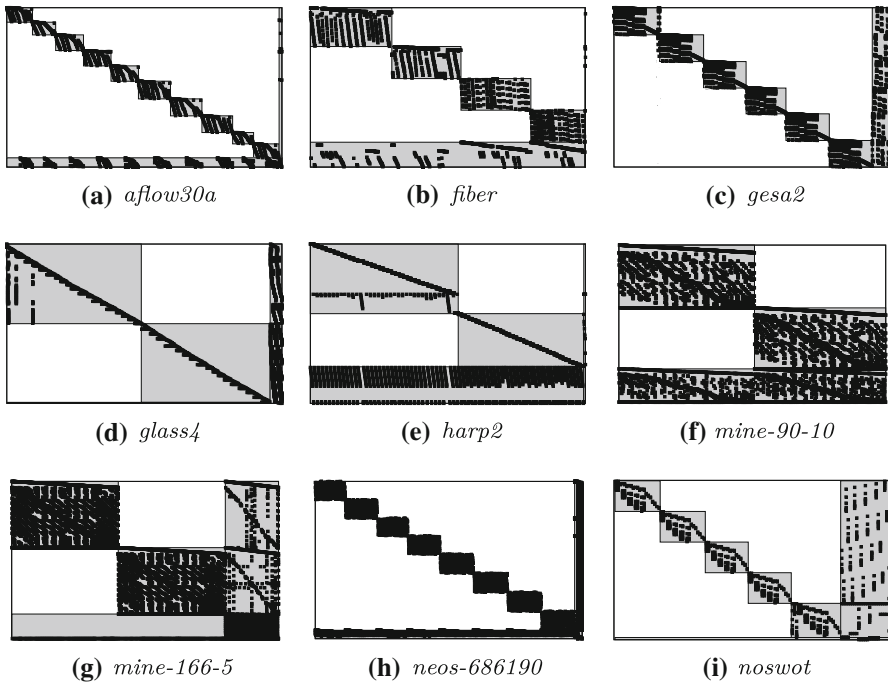 (a) aflow30a
(b) fiber
(c) gesa2
(d) glass4
(e) harp2
(f) mine-90-10
(g) mine-166-5
(h) neos-686190
(i) noswot